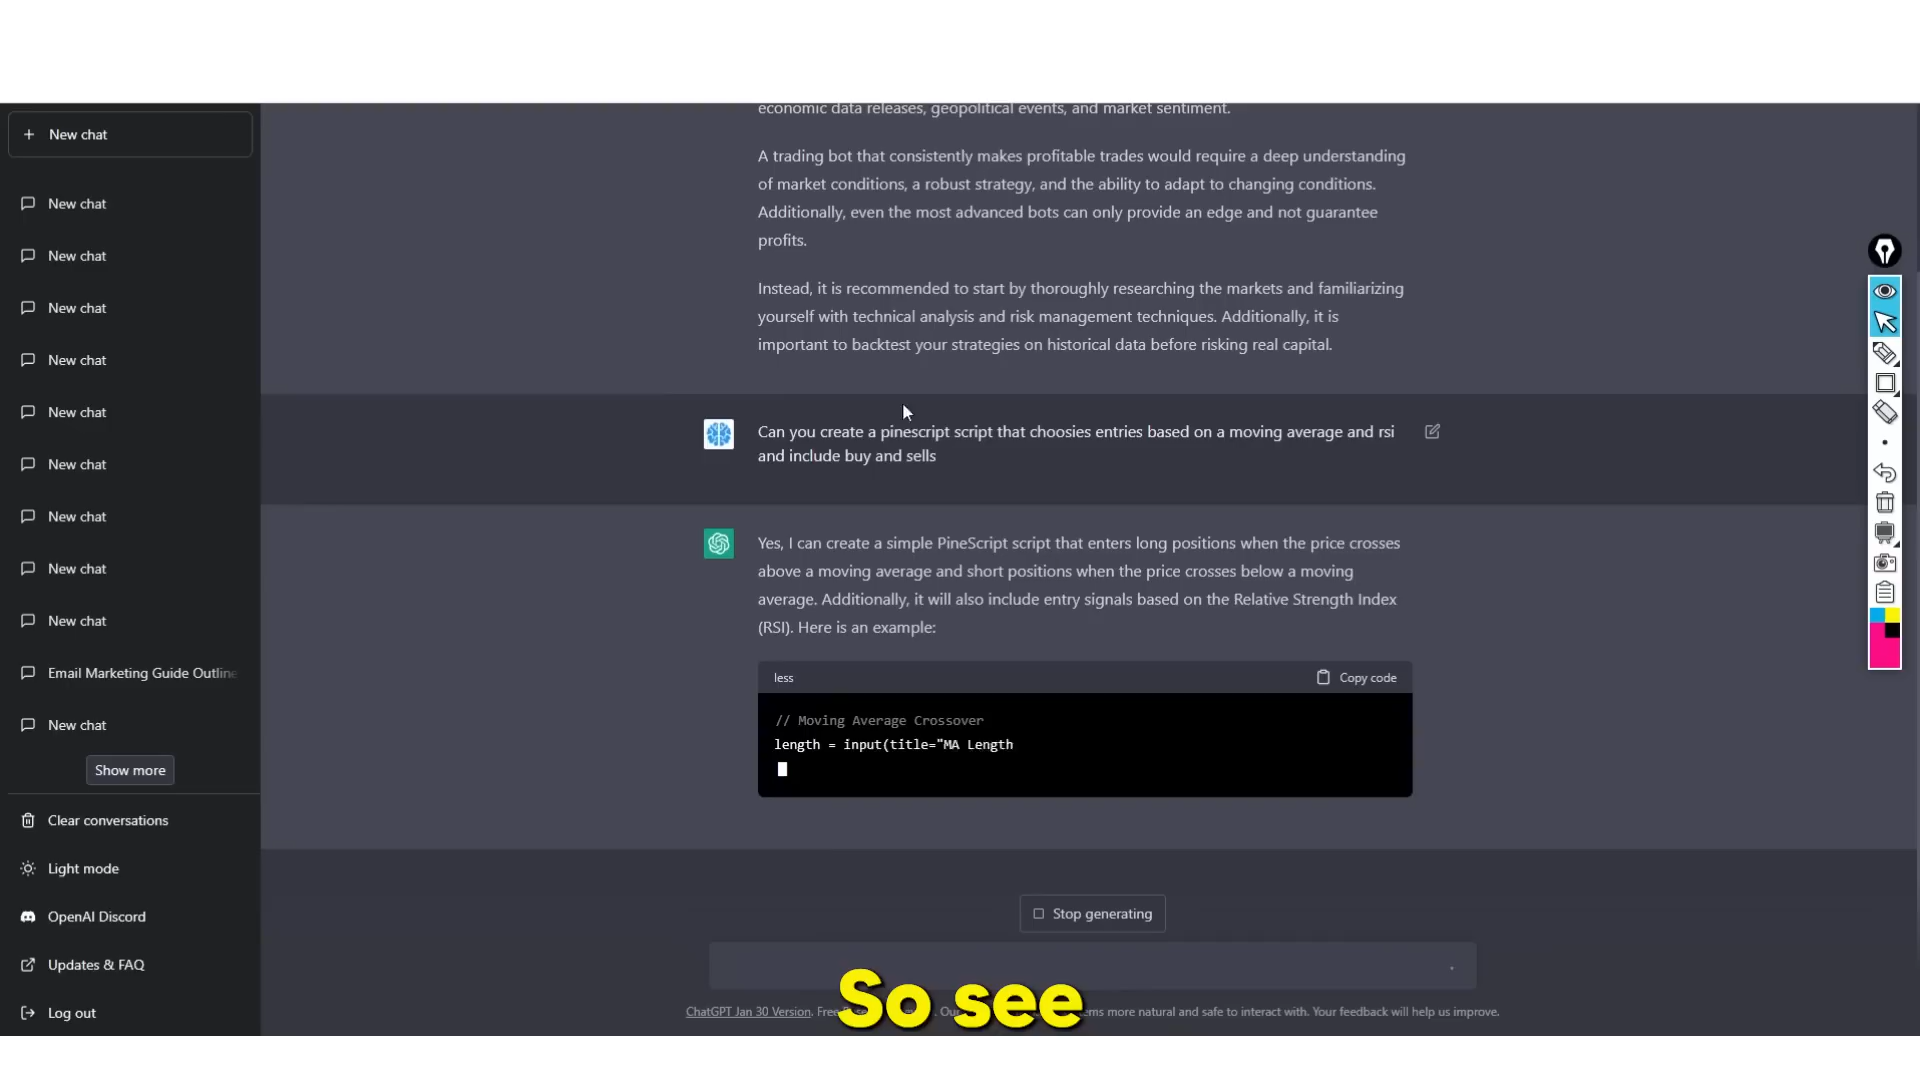 New chat
New chat
New chat
New chat
New chat
New chat
New chat
New chat
New chat
New chat
Email Marketing Guide Outline
New chat
Show more
Clear conversations
Light mode
OpenAI Discord
Updates & FAQ
Log out
economic data releases, geopolitical events, and market sentiment.
A trading bot that consistently makes profitable trades would require a deep understanding
of market conditions, a robust strategy, and the ability to adapt to changing conditions.
Additionally, even the most advanced bots can only provide an edge and not guarantee
profits.
Instead, it is recommended to start by thoroughly researching the markets and familiarizing
yourself with technical analysis and risk management techniques. Additionally, it is
important to backtest your strategies on historical data before risking real capital.
Can you create a pinescript script that choosies entries based on a moving average and rsi
and include buy and sells
Yes, I can create a simple PineScript script that enters long positions when the price crosses
above a moving average and short positions when the price crosses below a moving
average. Additionally, it will also include entry signals based on the Relative Strength Index
(RSI). Here is an example:
less
Copy code
// Moving Average Crossover
length = input(title="MA Length
Stop generating
So see
ChatGPT Jan 30 Version. more natural and safe to interact with. Your feedback will help us improve.